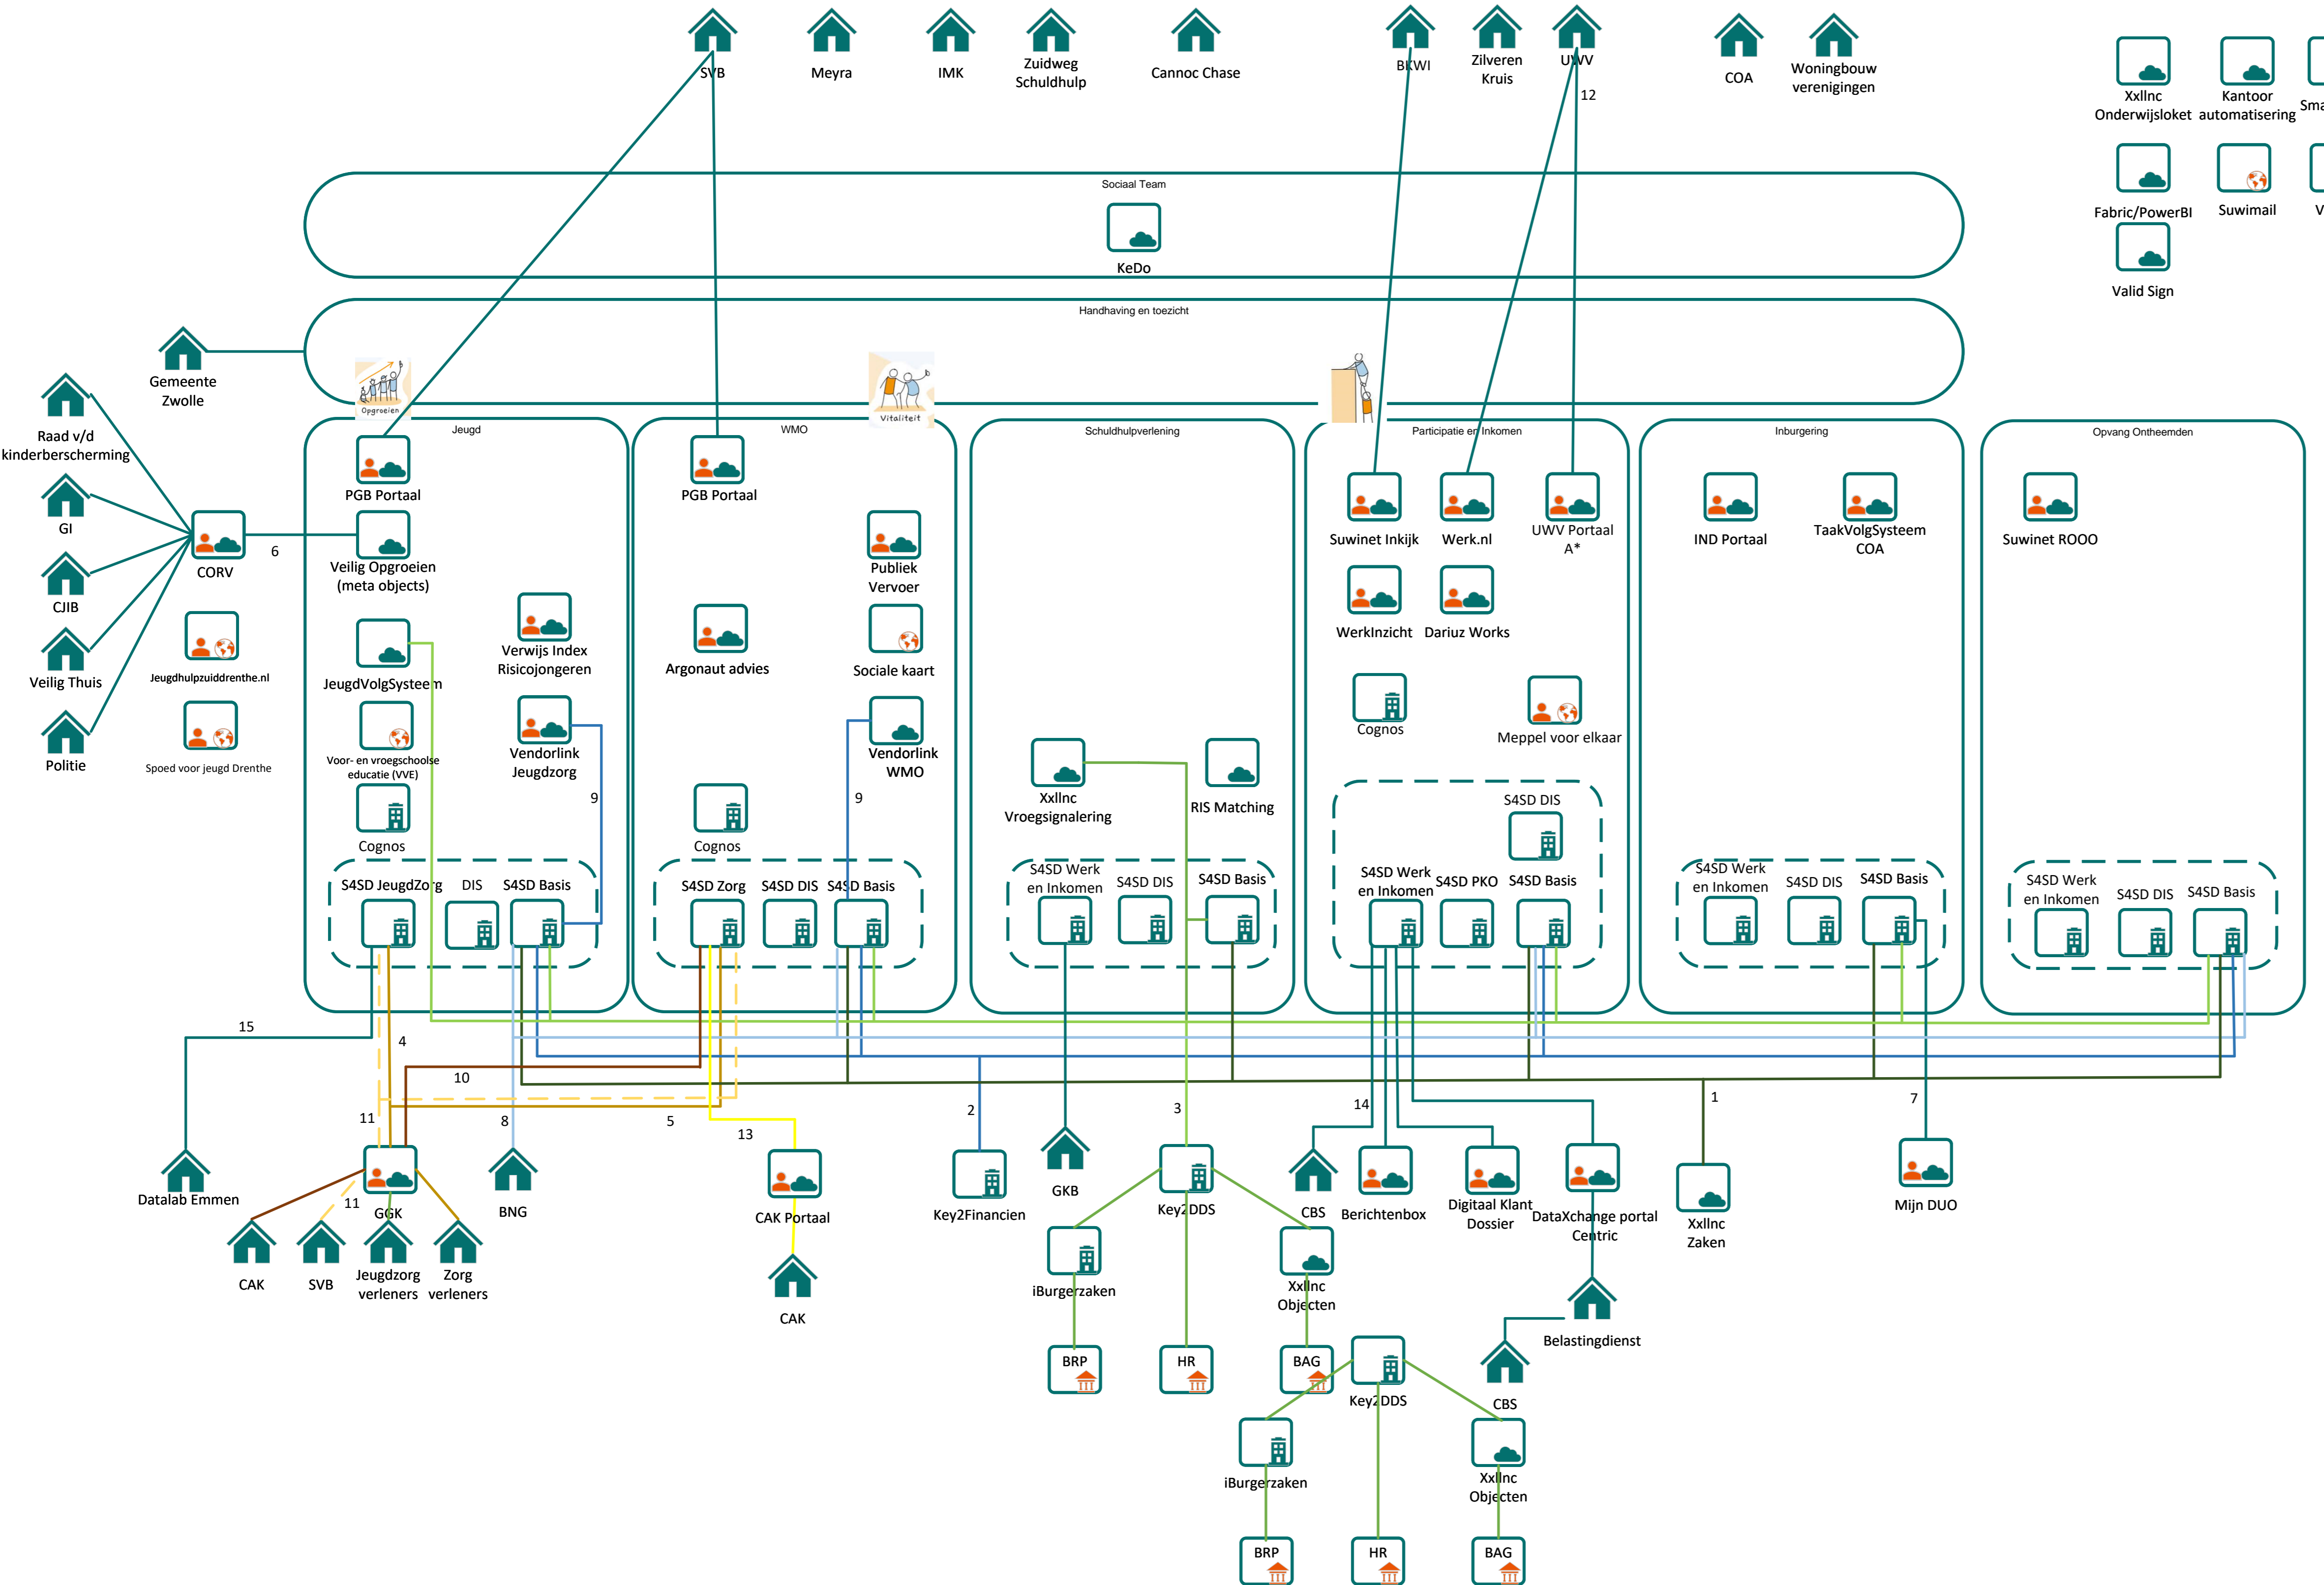 SVB
Meyra
IMK
Zuidweg
Schuldhulp
Cannoc Chase
BKWI
Zilveren
Kruis
UWV
12
COA
Woningbouw
verenigingen
Xxllnc
Onderwijsloket
Kantoor
automatisering
Fabric/PowerBI
Suwimail
Valid Sign
Sociaal Team
KeDo
Handhaving en toezicht
Gemeente
Zwolle
Raad v/d
kinderberscherming
GI
CJIB
Veilig Thuis
Politie
CORV
6
Jeugdhulpzuiddrenthe.nl
Spoed voor jeugd Drenthe
Opgroeien
Jeugd
PGB Portaal
Veilig Opgroeien
(meta objects)
JeugdVolgSysteem
Verwijs Index
Risicojongeren
Voor- en vroegschoolse
educatie (VVE)
Vendorlink
Jeugdzorg
9
Cognos
S4SD JeugdZorg
DIS
S4SD Basis
Vitaliteit
WMO
PGB Portaal
Publiek
Vervoer
Argonaut advies
Sociale kaart
Vendorlink
WMO
9
Cognos
S4SD Zorg
S4SD DIS
S4SD Basis
Schuldhulpverlening
Xxllnc
Vroegsignalering
RIS Matching
S4SD Werk
en Inkomen
S4SD DIS
S4SD Basis
Participatie en Inkomen
Suwinet Inkijk
Werk.nl
UWV Portaal
A*
WerkInzicht
Dariuz Works
Cognos
Meppel voor elkaar
S4SD DIS
S4SD Werk
en Inkomen
S4SD PKO
S4SD Basis
Inburgering
IND Portaal
TaakVolgSysteem
COA
S4SD Werk
en Inkomen
S4SD DIS
S4SD Basis
Opvang Ontheemden
Suwinet ROOO
S4SD Werk
en Inkomen
S4SD DIS
S4SD Basis
15
4
10
11
8
5
13
2
3
14
1
7
Datalab Emmen
GGK
11
CAK
SVB
Jeugdzorg
verleners
Zorg
verleners
BNG
CAK Portaal
CAK
Key2Financien
GKB
Key2DDS
iBurgerzaken
Xxllnc
Objecten
BRP
HR
BAG
CBS
Berichtenbox
Digitaal Klant
Dossier
DataXchange portal
Centric
Belastingdienst
CBS
Xxllnc
Zaken
Mijn DUO
Key2DDS
iBurgerzaken
Xxllnc
Objecten
BRP
HR
BAG